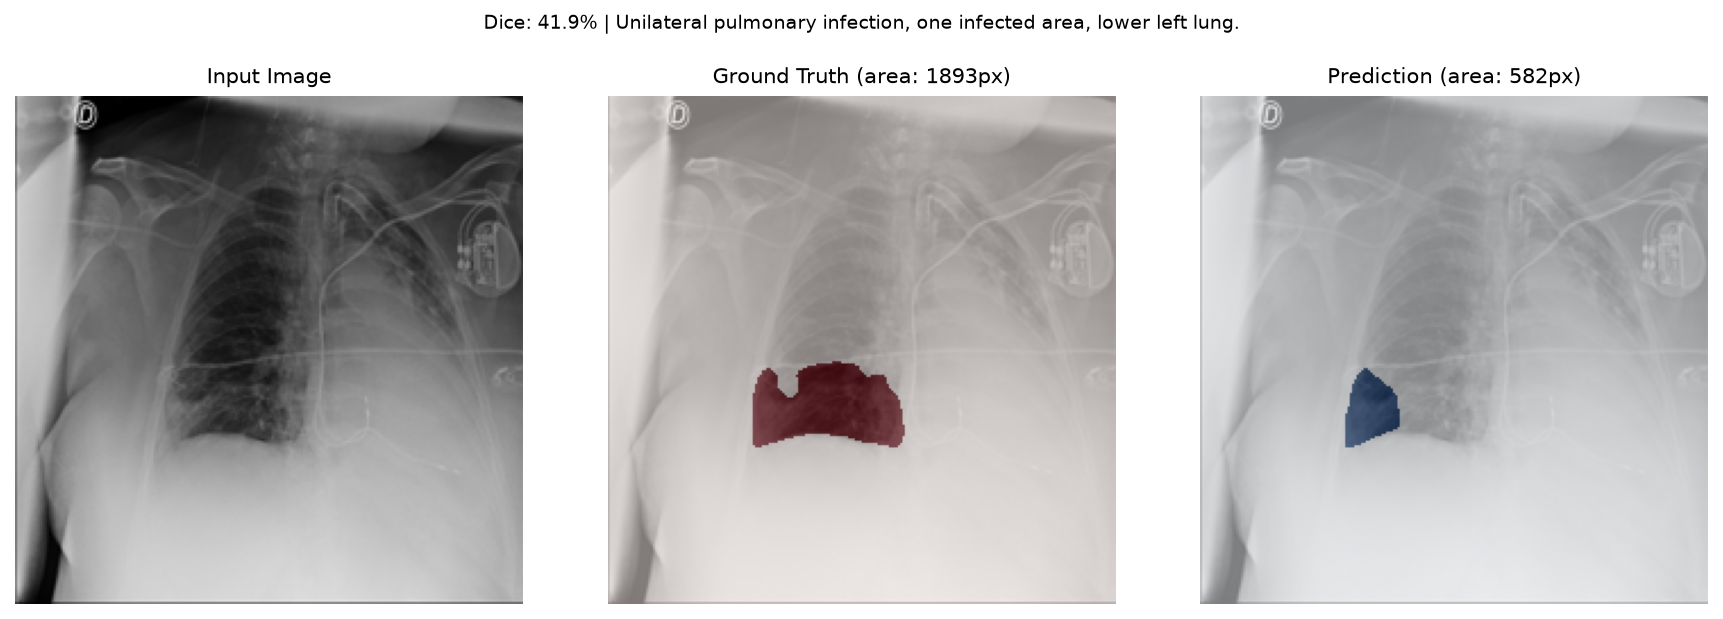 Dice: 41.9% | Unilateral pulmonary infection, one infected area, lower left lung.
Input Image
Ground Truth (area: 1893px)
Prediction (area: 582px)
D
D
D